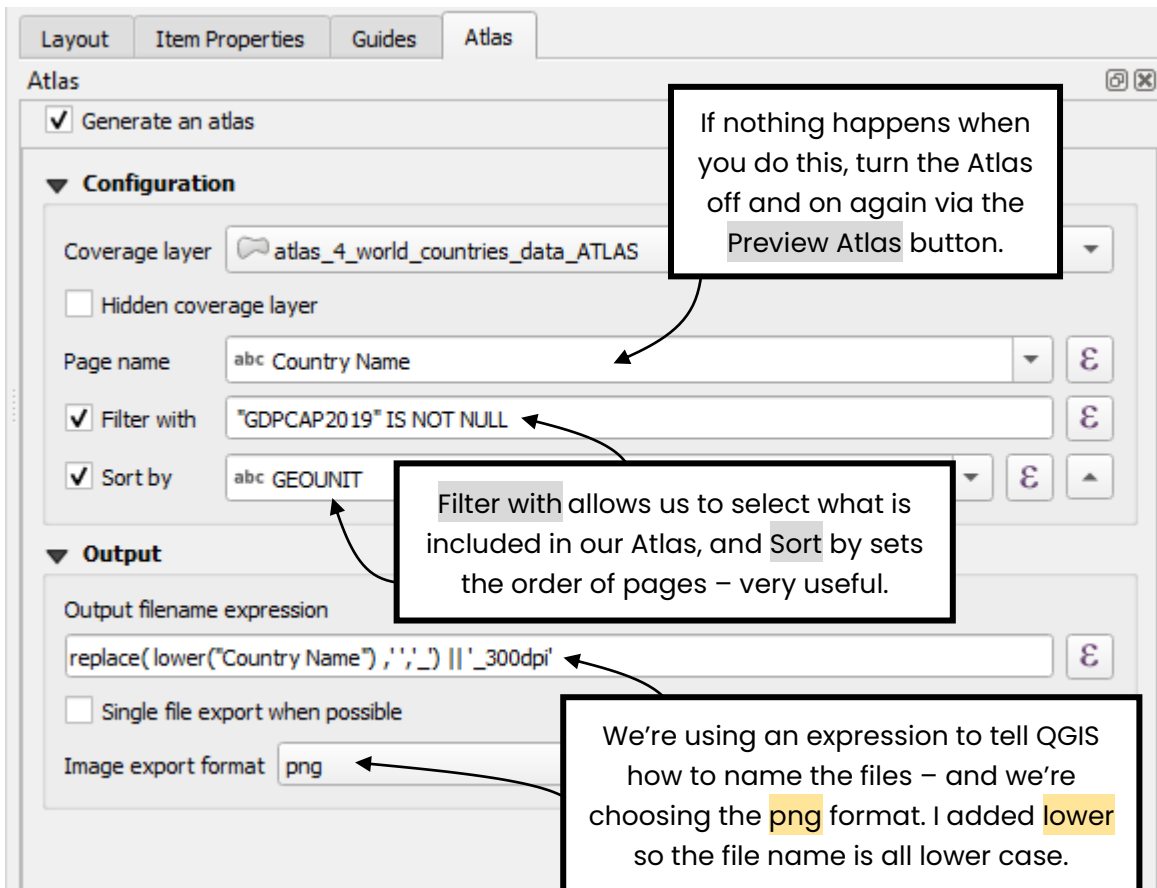 Layout Item Properties Guides Atlas
Atlas
Generate an atlas
If nothing happens when
you do this, turn the Atlas
off and on again via the
Preview Atlas button.
Configuration
Coverage layer atlas_4_world_countries_data_ATLAS
Hidden coverage layer
Page name abc Country Name ε
Filter with "GDPCAP2019" IS NOT NULL ε
Sort by abc GEOUNIT ε
Filter with allows us to select what is
included in our Atlas, and Sort by sets
the order of pages – very useful.
Output
Output filename expression
replace( lower("Country Name") ,' ','_') || '_300dpi' ε
Single file export when possible
Image export format png
We're using an expression to tell QGIS
how to name the files – and we're
choosing the png format. I added lower
so the file name is all lower case.